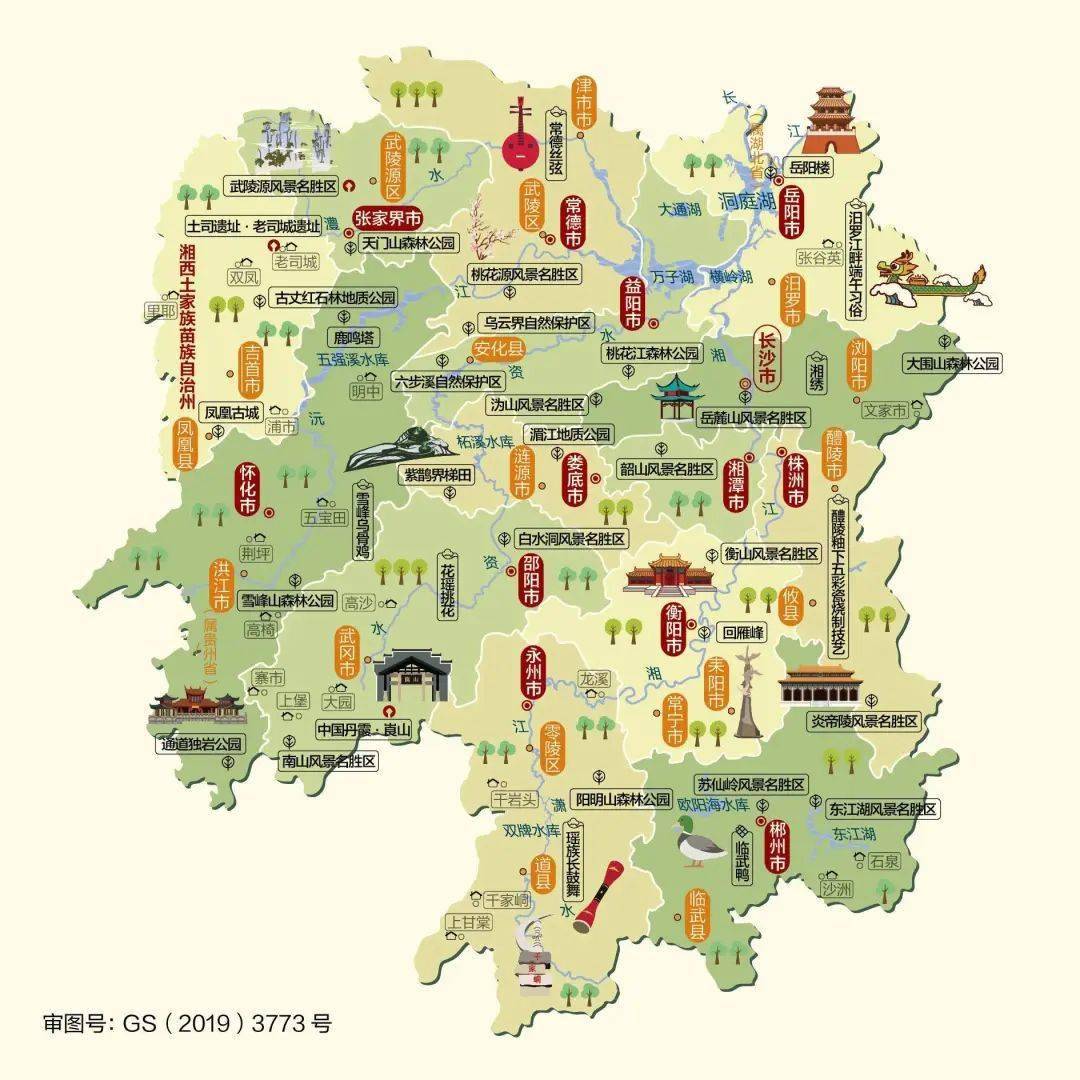 津市市
常德丝弦
长
江
属湖北省
岳阳楼
武陵源区
水
武陵源风景名胜区
张家界市
土司遗址·老司城遗址
澧
天门山森林公园
老司城
双凤
里耶
湘西土家族苗族自治州
古丈红石林地质公园
武陵区
常德市
桃花源风景名胜区
江
大通湖
洞庭湖
岳阳市
汨罗江畔端午习俗
张谷英
万子湖
横岭湖
汨罗市
益阳市
鹿鸣塔
五强溪水库
乌云界自然保护区
水
安化县
资
六步溪自然保护区
桃花江森林公园
湘
长沙市
浏阳市
湘绣
大围山森林公园
吉首市
明中
凤凰古城
凤凰县
浦市
沅
沩山风景名胜区
岳麓山风景名胜区
文家市
柘溪水库
湄江地质公园
涟源市
娄底市
韶山风景名胜区
湘潭市
株洲市
醴陵市
紫鹊界梯田
怀化市
五宝田
雪峰乌骨鸡
江
醴陵釉下五彩瓷烧制技艺
荆坪
白水洞风景名胜区
衡山风景名胜区
洪江市
雪峰山森林公园
高沙
花瑶挑花
资
邵阳市
攸县
高椅
(属贵州省)
水
武冈市
衡阳市
回雁峰
寨市
上堡
大园
崀山
永州市
龙溪
湘
耒阳市
常宁市
炎帝陵风景名胜区
通道独岩公园
中国丹霞·崀山
南山风景名胜区
江
零陵区
干岩头
阳明山森林公园
苏仙岭风景名胜区
欧阳海水库
东江湖风景名胜区
东江湖
潇
双牌水库
瑶族长鼓舞
临武鸭
郴州市
石泉
沙洲
道县
千家峒
水
上甘棠
临武县
千家峒
审图号：GS（2019）3773号